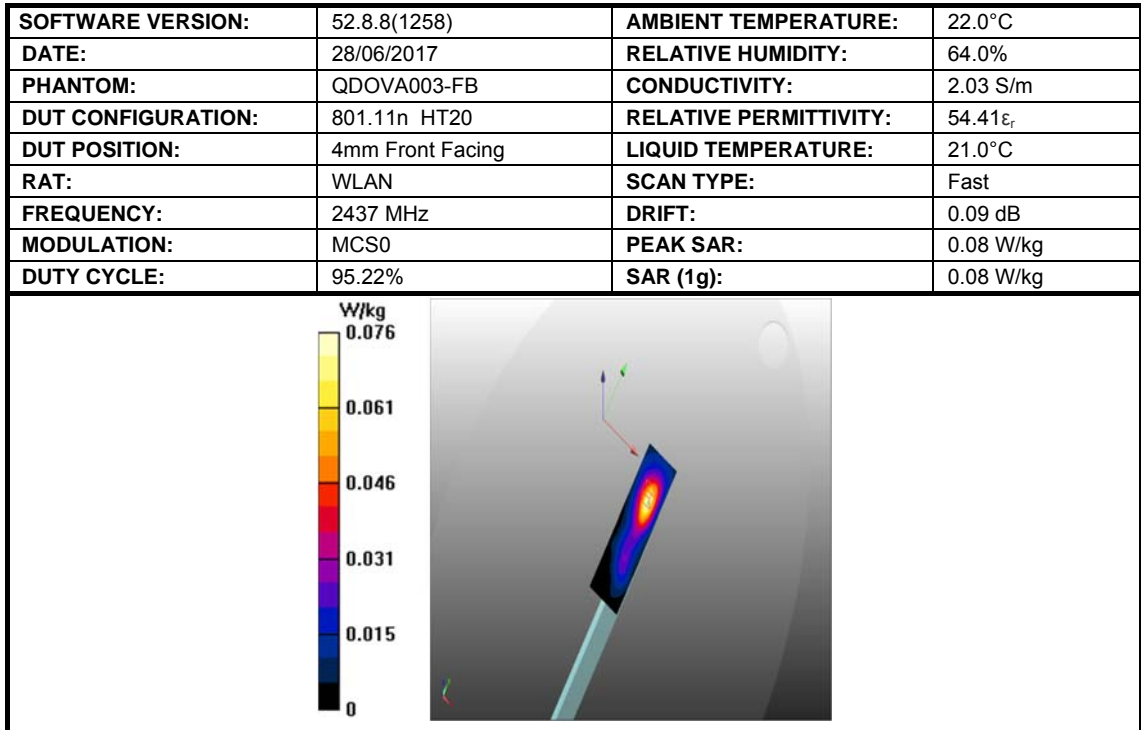 SOFTWARE VERSION: 52.8.8(1258) AMBIENT TEMPERATURE: 22.0°C
DATE: 28/06/2017 RELATIVE HUMIDITY: 64.0%
PHANTOM: QDOVA003-FB CONDUCTIVITY: 2.03 S/m
DUT CONFIGURATION: 801.11n HT20 RELATIVE PERMITTIVITY: 54.41εr
DUT POSITION: 4mm Front Facing LIQUID TEMPERATURE: 21.0°C
RAT: WLAN SCAN TYPE: Fast
FREQUENCY: 2437 MHz DRIFT: 0.09 dB
MODULATION: MCS0 PEAK SAR: 0.08 W/kg
DUTY CYCLE: 95.22% SAR (1g): 0.08 W/kg
W/kg
0.076
0.061
0.046
0.031
0.015
0